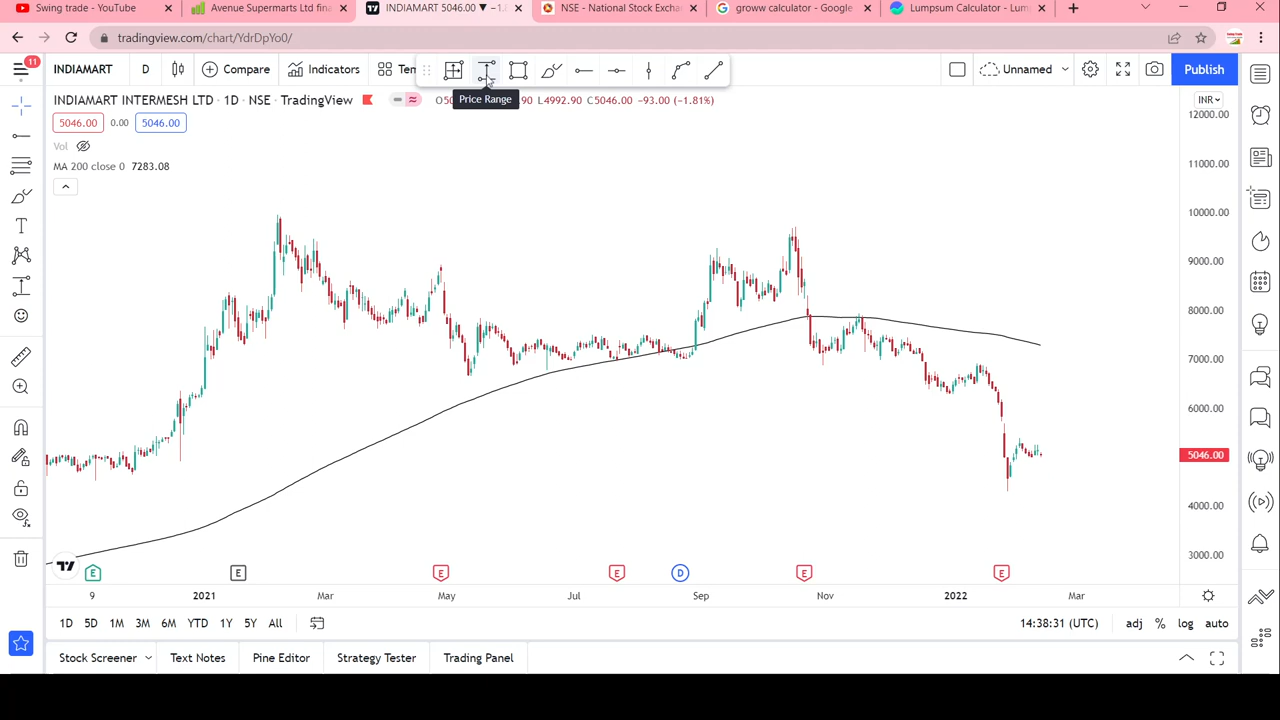 Swing trade - YouTube
Avenue Supermarts Ltd fina
INDIAMART 5046.00 ▼ −1.8
NSE - National Stock Exchan
groww calculator - Google
Lumpsum Calculator - Lum
tradingview.com/chart/YdrDpYo0/
11
INDIAMART
D
Compare
Indicators
Tem
Unnamed
Publish
Price Range
INDIAMART INTERMESH LTD · 1D · NSE · TradingView
L4992.90 C5046.00 −93.00 (−1.81%)
INR
5046.00 0.00 5046.00
Vol
MA 200 close 0 7283.08
12000.00
11000.00
10000.00
9000.00
8000.00
7000.00
6000.00
5046.00
4000.00
3000.00
E E E E D E E
9 2021 Mar May Jul Sep Nov 2022 Mar
1D 5D 1M 3M 6M YTD 1Y 5Y All
14:38:31 (UTC) adj % log auto
Stock Screener Text Notes Pine Editor Strategy Tester Trading Panel